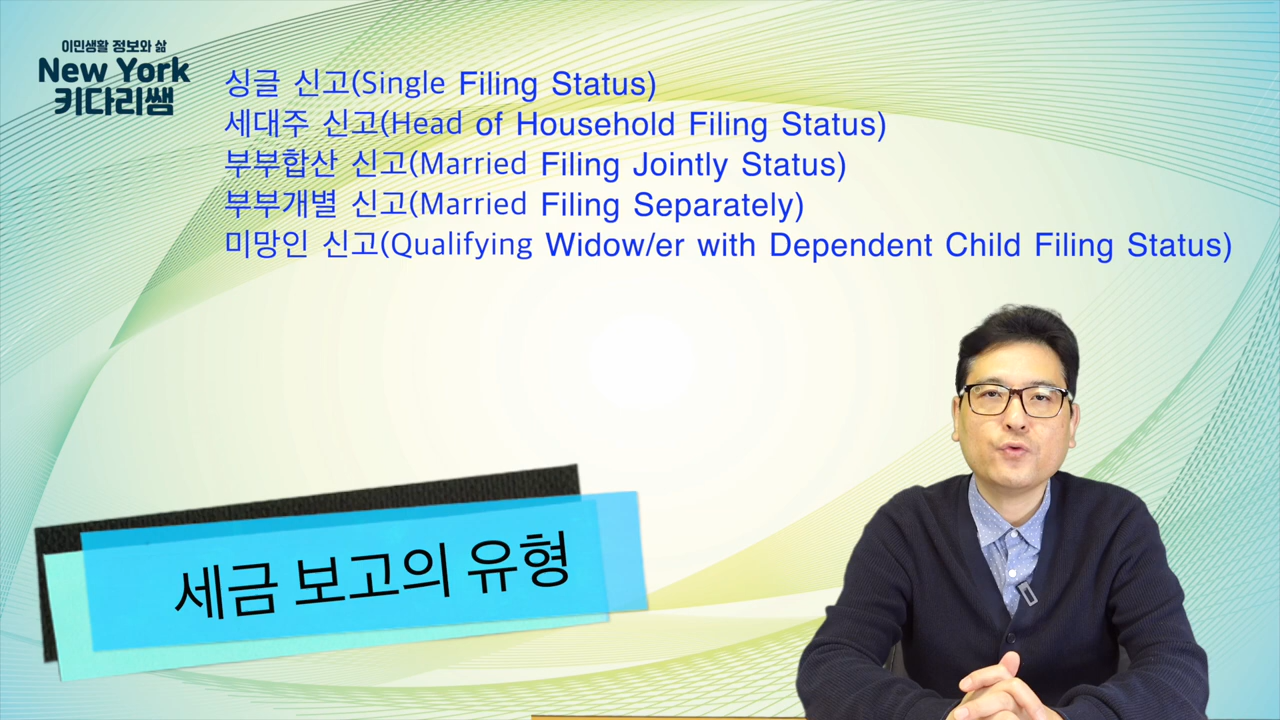 이민생활 정보와 삶
New York
키다리쌤
싱글 신고(Single Filing Status)
세대주 신고(Head of Household Filing Status)
부부합산 신고(Married Filing Jointly Status)
부부개별 신고(Married Filing Separately)
미망인 신고(Qualifying Widow/er with Dependent Child Filing Status)
세금 보고의 유형